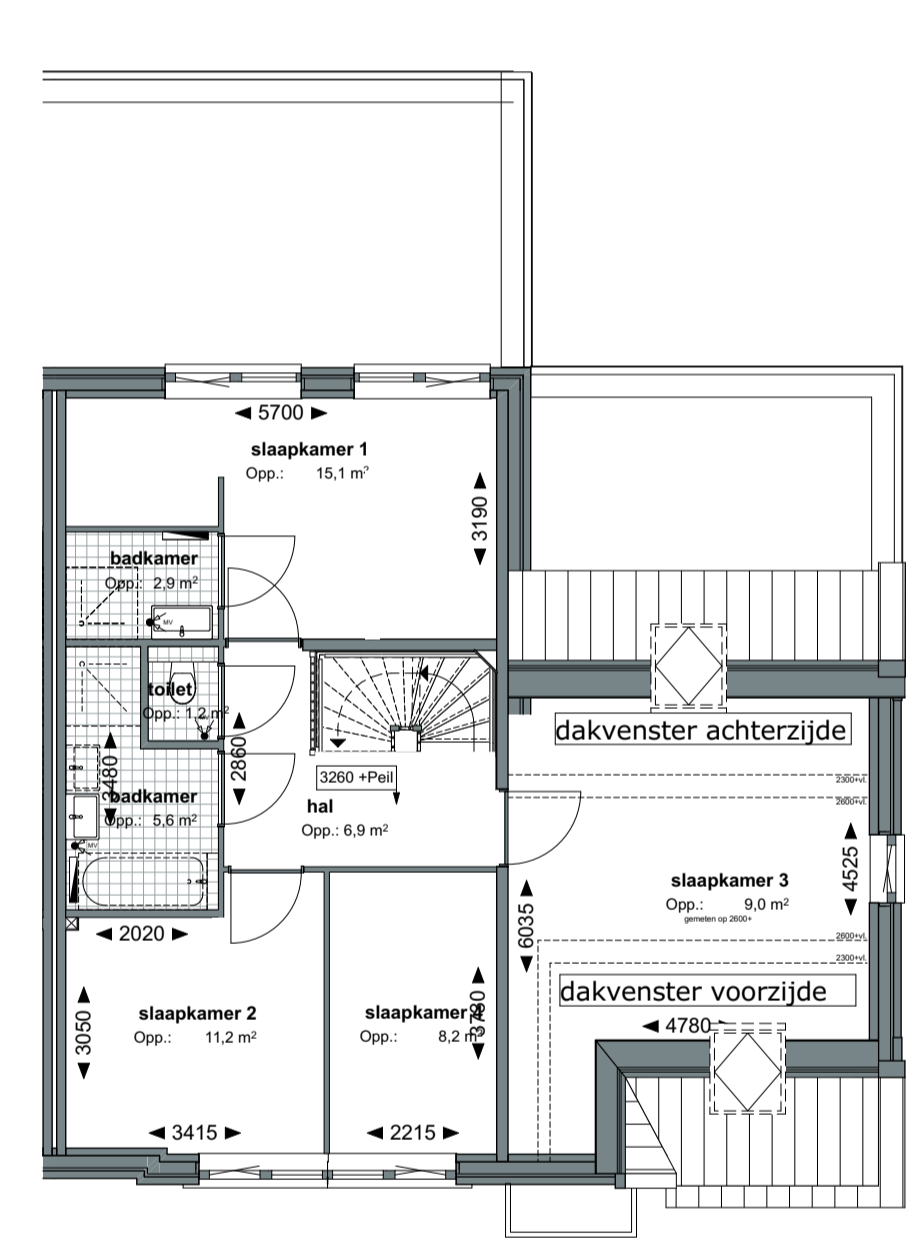 5700
slaapkamer 1
Opp.: 15,1 m²
3190
badkamer
Opp.: 2,9 m²
MV
toilet
Opp.: 1,2 m²
dakvenster achterzijde
2860
3480
3260 +Peil
2300+vl.
badkamer
Opp.: 5,6 m²
hal
Opp.: 6,9 m²
2600+vl.
MV
slaapkamer 3
Opp.: 9,0 m²
gemeten op 2600+
4525
2020
6035
2600+vl.
2300+vl.
dakvenster voorzijde
slaapkamer 2
Opp.: 11,2 m²
3050
slaapkamer
Opp.: 8,2 m²
3780
4780
3415
2215